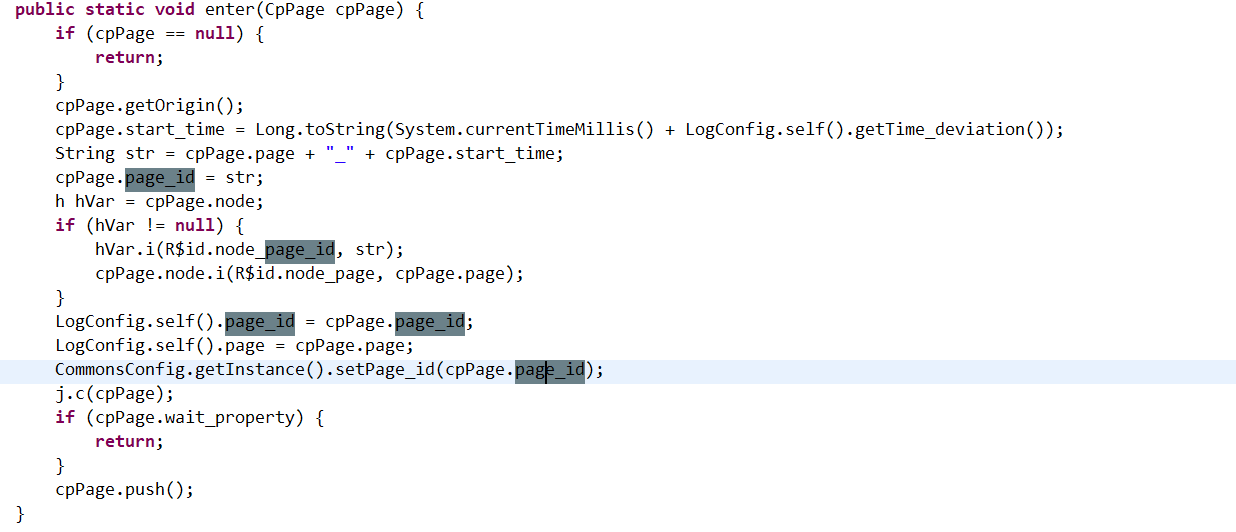 public static void enter(CpPage cpPage) {
    if (cpPage == null) {
        return;
    }
    cpPage.getOrigin();
    cpPage.start_time = Long.toString(System.currentTimeMillis() + LogConfig.self().getTime_deviation());
    String str = cpPage.page + "_" + cpPage.start_time;
    cpPage.page_id = str;
    h hVar = cpPage.node;
    if (hVar != null) {
        hVar.i(R$id.node_page_id, str);
        cpPage.node.i(R$id.node_page, cpPage.page);
    }
    LogConfig.self().page_id = cpPage.page_id;
    LogConfig.self().page = cpPage.page;
    CommonsConfig.getInstance().setPage_id(cpPage.page_id);
    j.c(cpPage);
    if (cpPage.wait_property) {
        return;
    }
    cpPage.push();
}